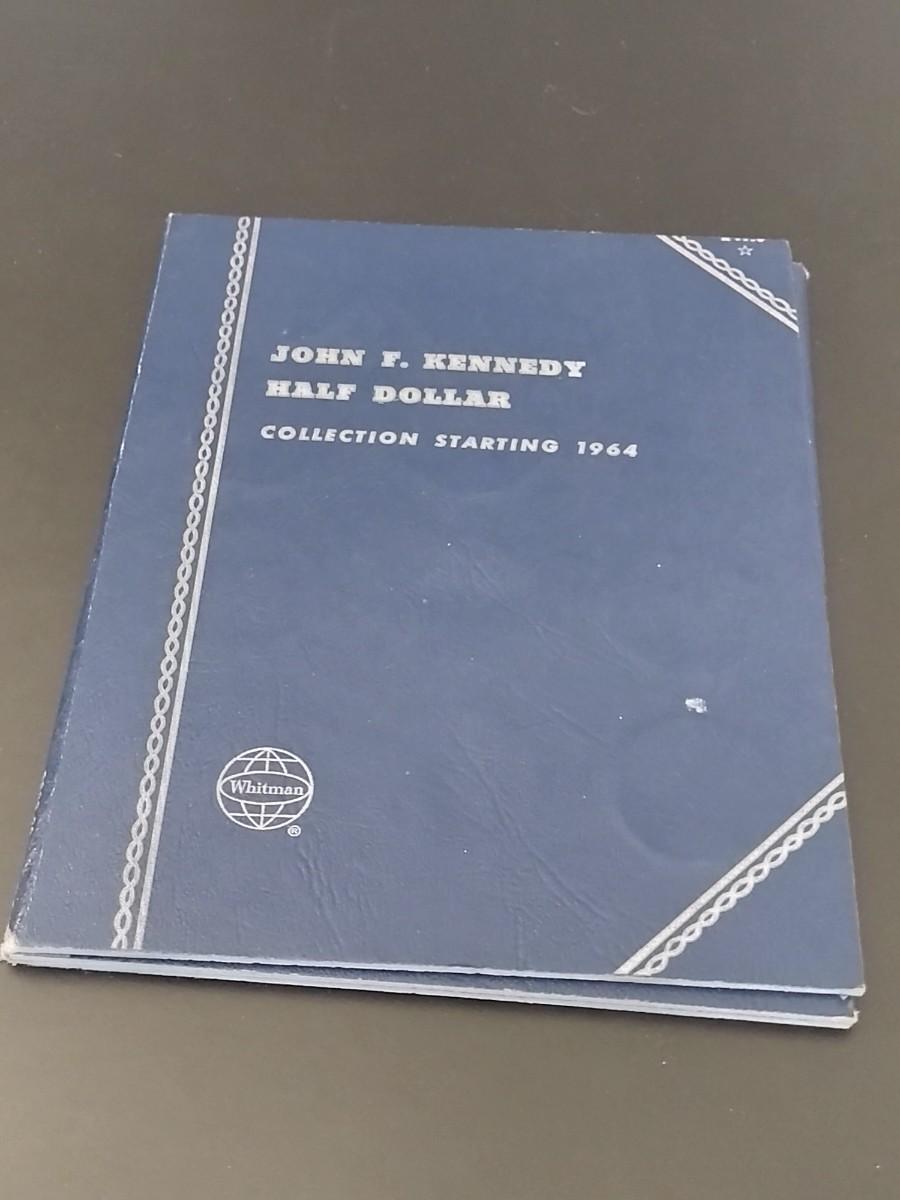 JOHN F. KENNEDY
HALF DOLLAR
COLLECTION STARTING 1964
Whitman
®